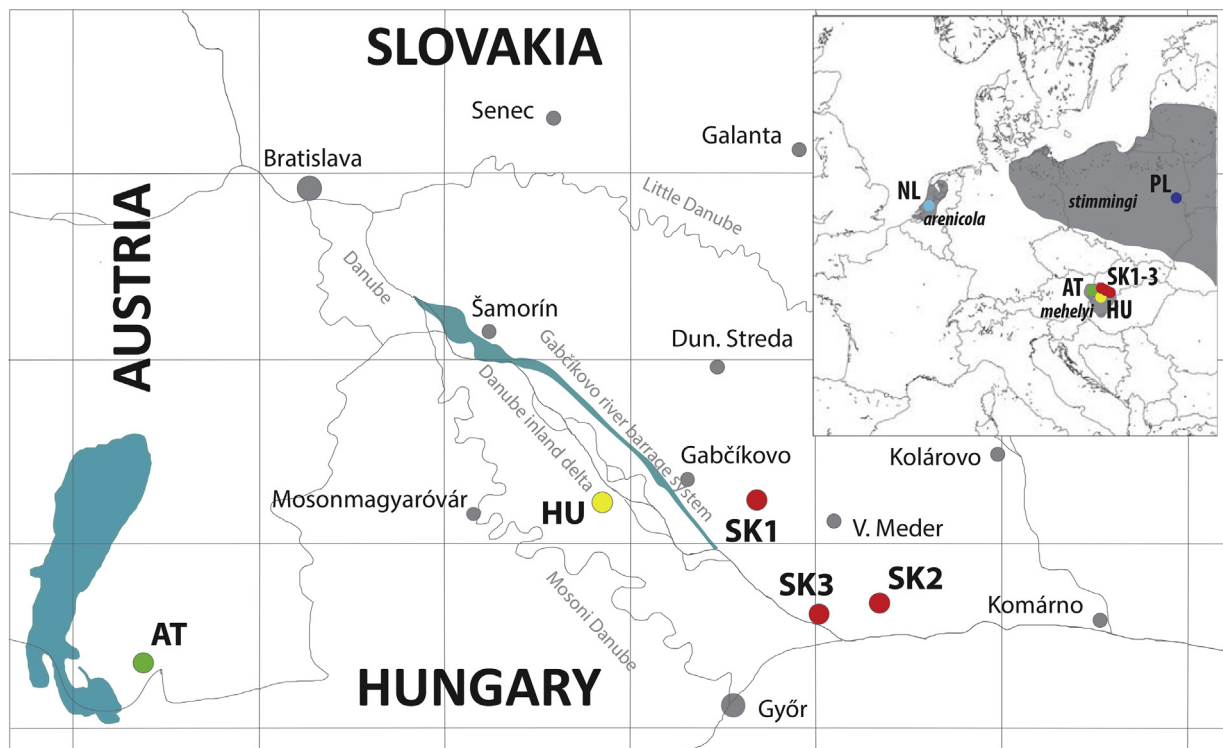 SLOVAKIA
Senec
Galanta
Bratislava
Little Danube
AUSTRIA
Danube
Šamorín
Dun. Streda
Gabčíkovo river barrage system
Danube inland delta
Gabčíkovo
Kolárovo
Mosonmagyaróvár
HU
SK1
V. Meder
SK3
SK2
Komárno
Mosoni Danube
AT
HUNGARY
Győr
NL
arenicola
stimmingi
PL
AT
SK1-3
mehelyi
HU